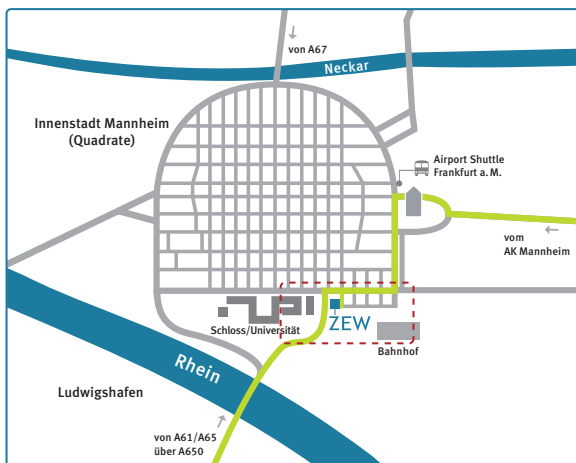 von A67
Neckar
Innenstadt Mannheim
(Quadrate)
Airport Shuttle
Frankfurt a. M.
vom
AK Mannheim
ZEW
Schloss/Universität
Bahnhof
Rhein
Ludwigshafen
von A61/A65
über A650